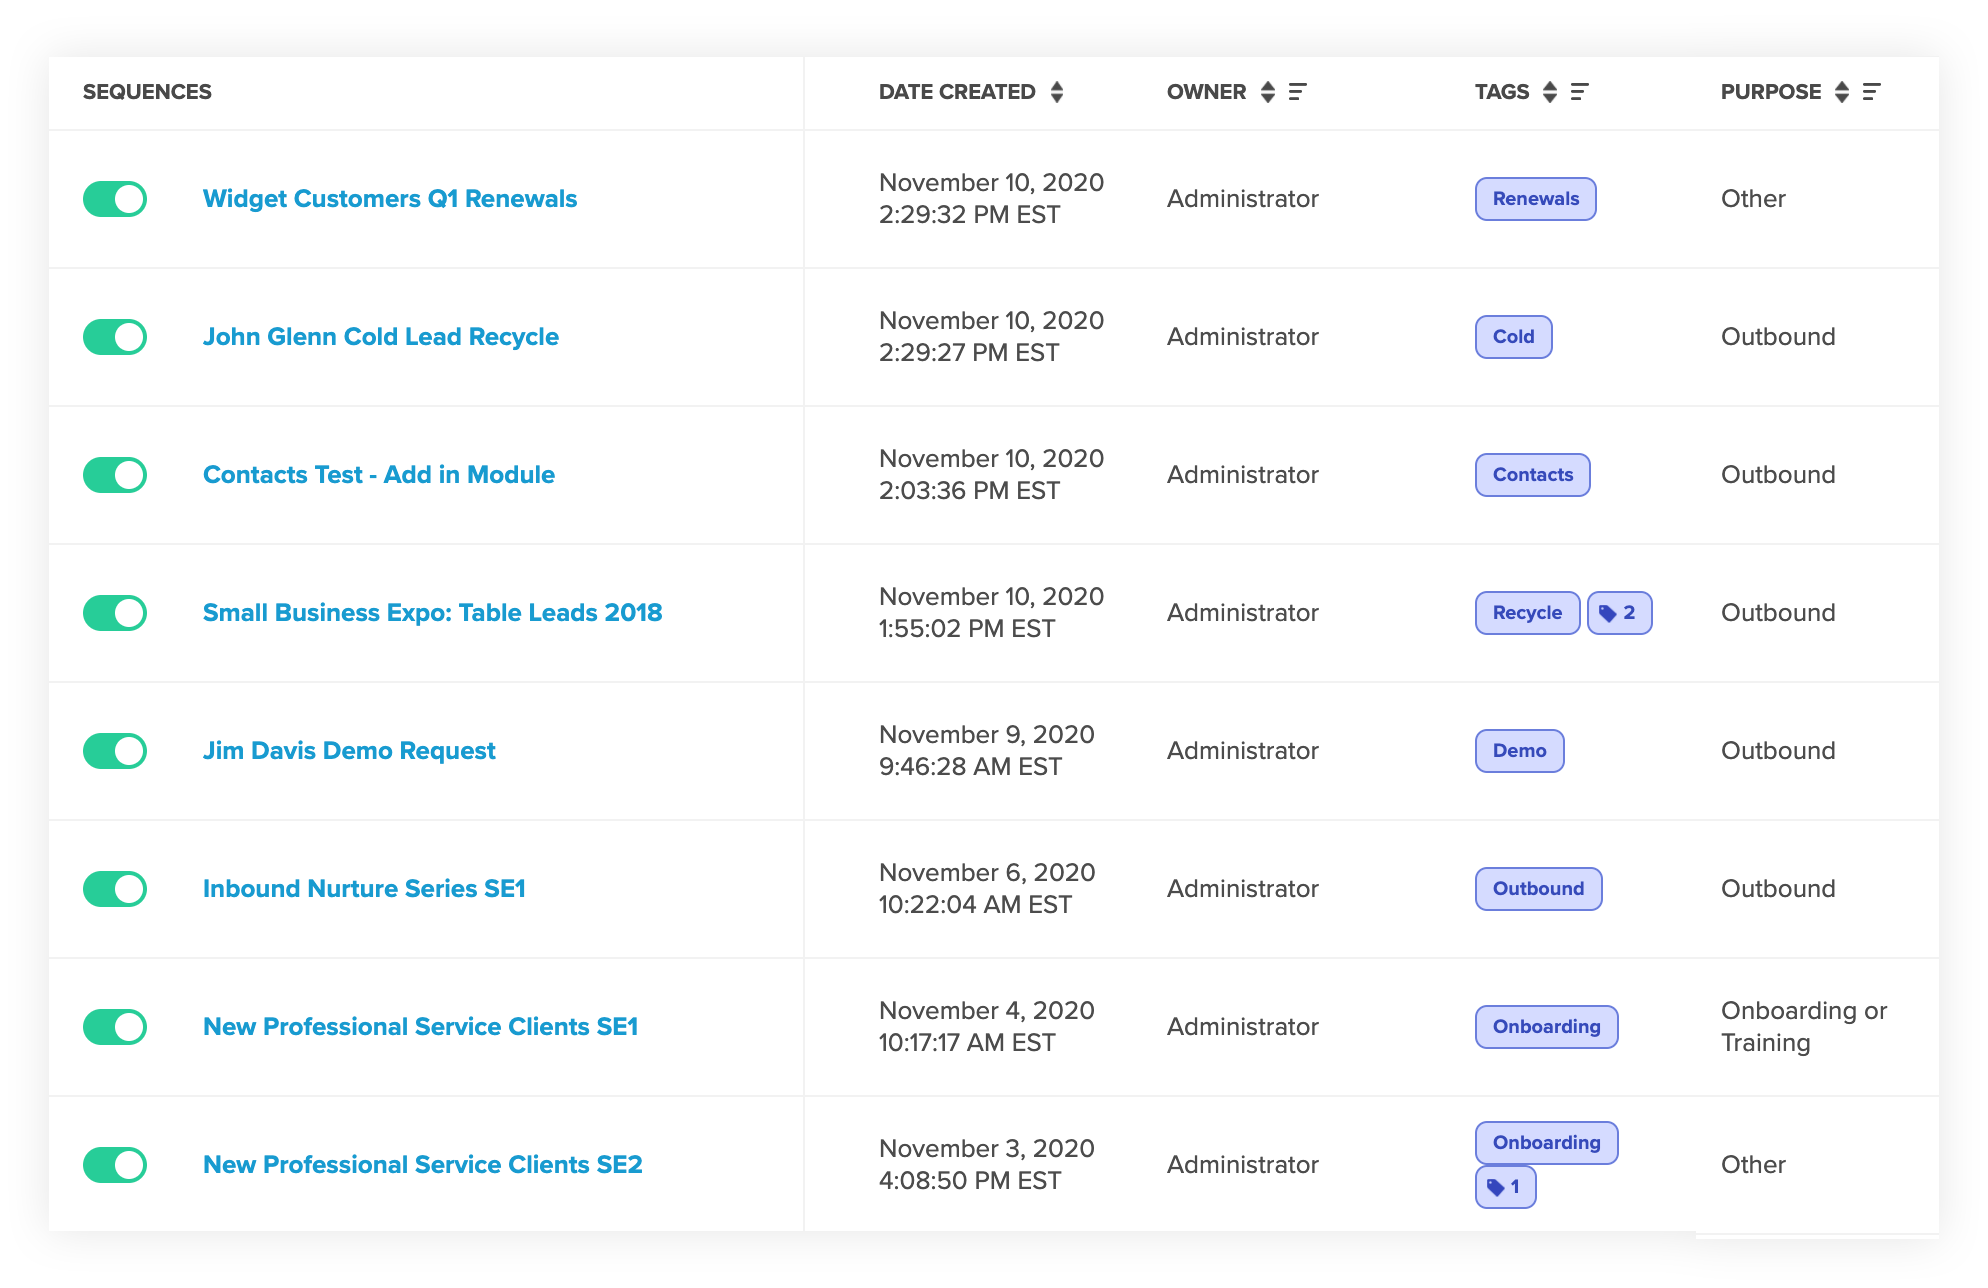 SEQUENCES DATE CREATED OWNER TAGS PURPOSE
Widget Customers Q1 Renewals
November 10, 2020
2:29:32 PM EST
Administrator
Renewals
Other
John Glenn Cold Lead Recycle
November 10, 2020
2:29:27 PM EST
Administrator
Cold
Outbound
Contacts Test - Add in Module
November 10, 2020
2:03:36 PM EST
Administrator
Contacts
Outbound
Small Business Expo: Table Leads 2018
November 10, 2020
1:55:02 PM EST
Administrator
Recycle 2
Outbound
Jim Davis Demo Request
November 9, 2020
9:46:28 AM EST
Administrator
Demo
Outbound
Inbound Nurture Series SE1
November 6, 2020
10:22:04 AM EST
Administrator
Outbound
Outbound
New Professional Service Clients SE1
November 4, 2020
10:17:17 AM EST
Administrator
Onboarding
Onboarding or
Training
New Professional Service Clients SE2
November 3, 2020
4:08:50 PM EST
Administrator
Onboarding
1
Other